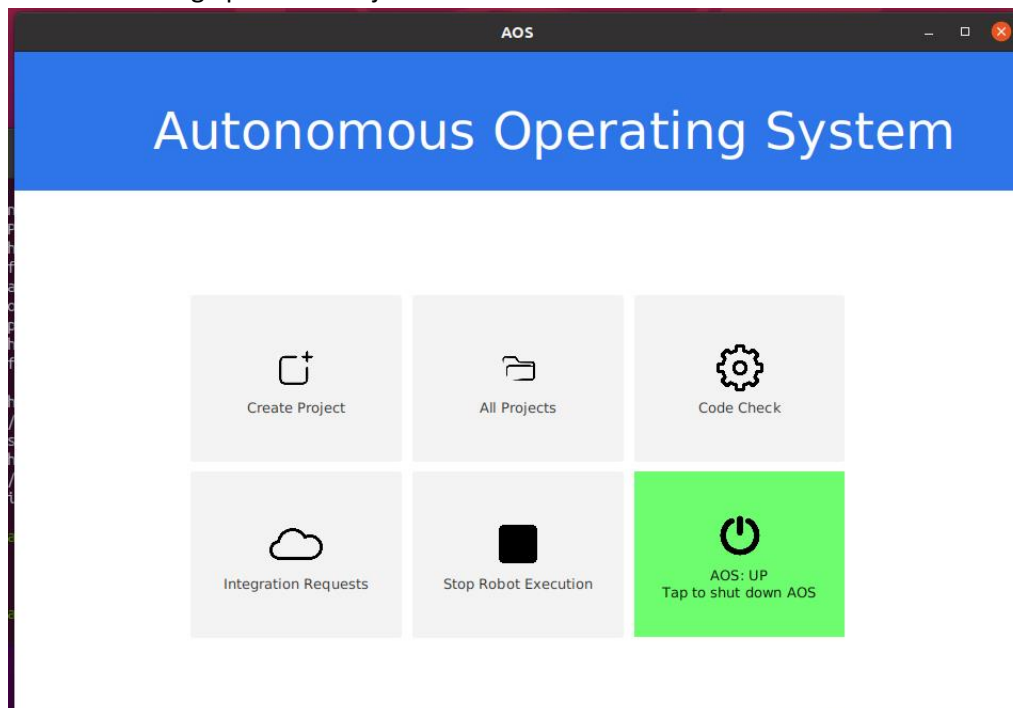 AOS
Autonomous Operating System
Create Project
All Projects
Code Check
Integration Requests
Stop Robot Execution
AOS: UP
Tap to shut down AOS